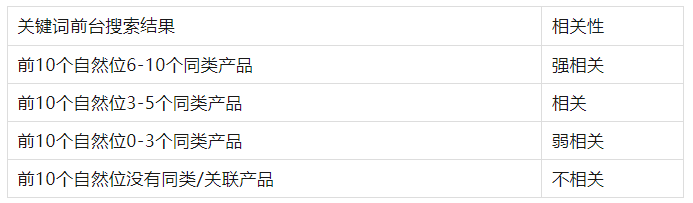 关键词前台搜索结果 相关性
前10个自然位6-10个同类产品 强相关
前10个自然位3-5个同类产品 相关
前10个自然位0-3个同类产品 弱相关
前10个自然位没有同类/关联产品 不相关